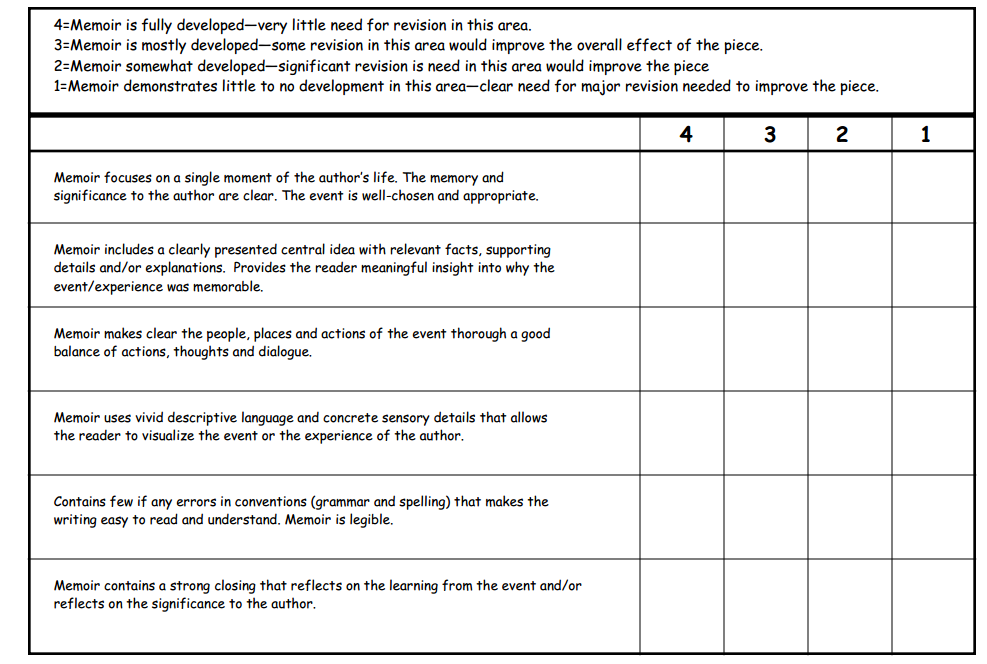 4=Memoir is fully developed—very little need for revision in this area.
3=Memoir is mostly developed—some revision in this area would improve the overall effect of the piece.
2=Memoir somewhat developed—significant revision is need in this area would improve the piece
1=Memoir demonstrates little to no development in this area—clear need for major revision needed to improve the piece.
4 3 2 1
Memoir focuses on a single moment of the author's life. The memory and
significance to the author are clear. The event is well-chosen and appropriate.
Memoir includes a clearly presented central idea with relevant facts, supporting
details and/or explanations. Provides the reader meaningful insight into why the
event/experience was memorable.
Memoir makes clear the people, places and actions of the event thorough a good
balance of actions, thoughts and dialogue.
Memoir uses vivid descriptive language and concrete sensory details that allows
the reader to visualize the event or the experience of the author.
Contains few if any errors in conventions (grammar and spelling) that makes the
writing easy to read and understand. Memoir is legible.
Memoir contains a strong closing that reflects on the learning from the event and/or
reflects on the significance to the author.